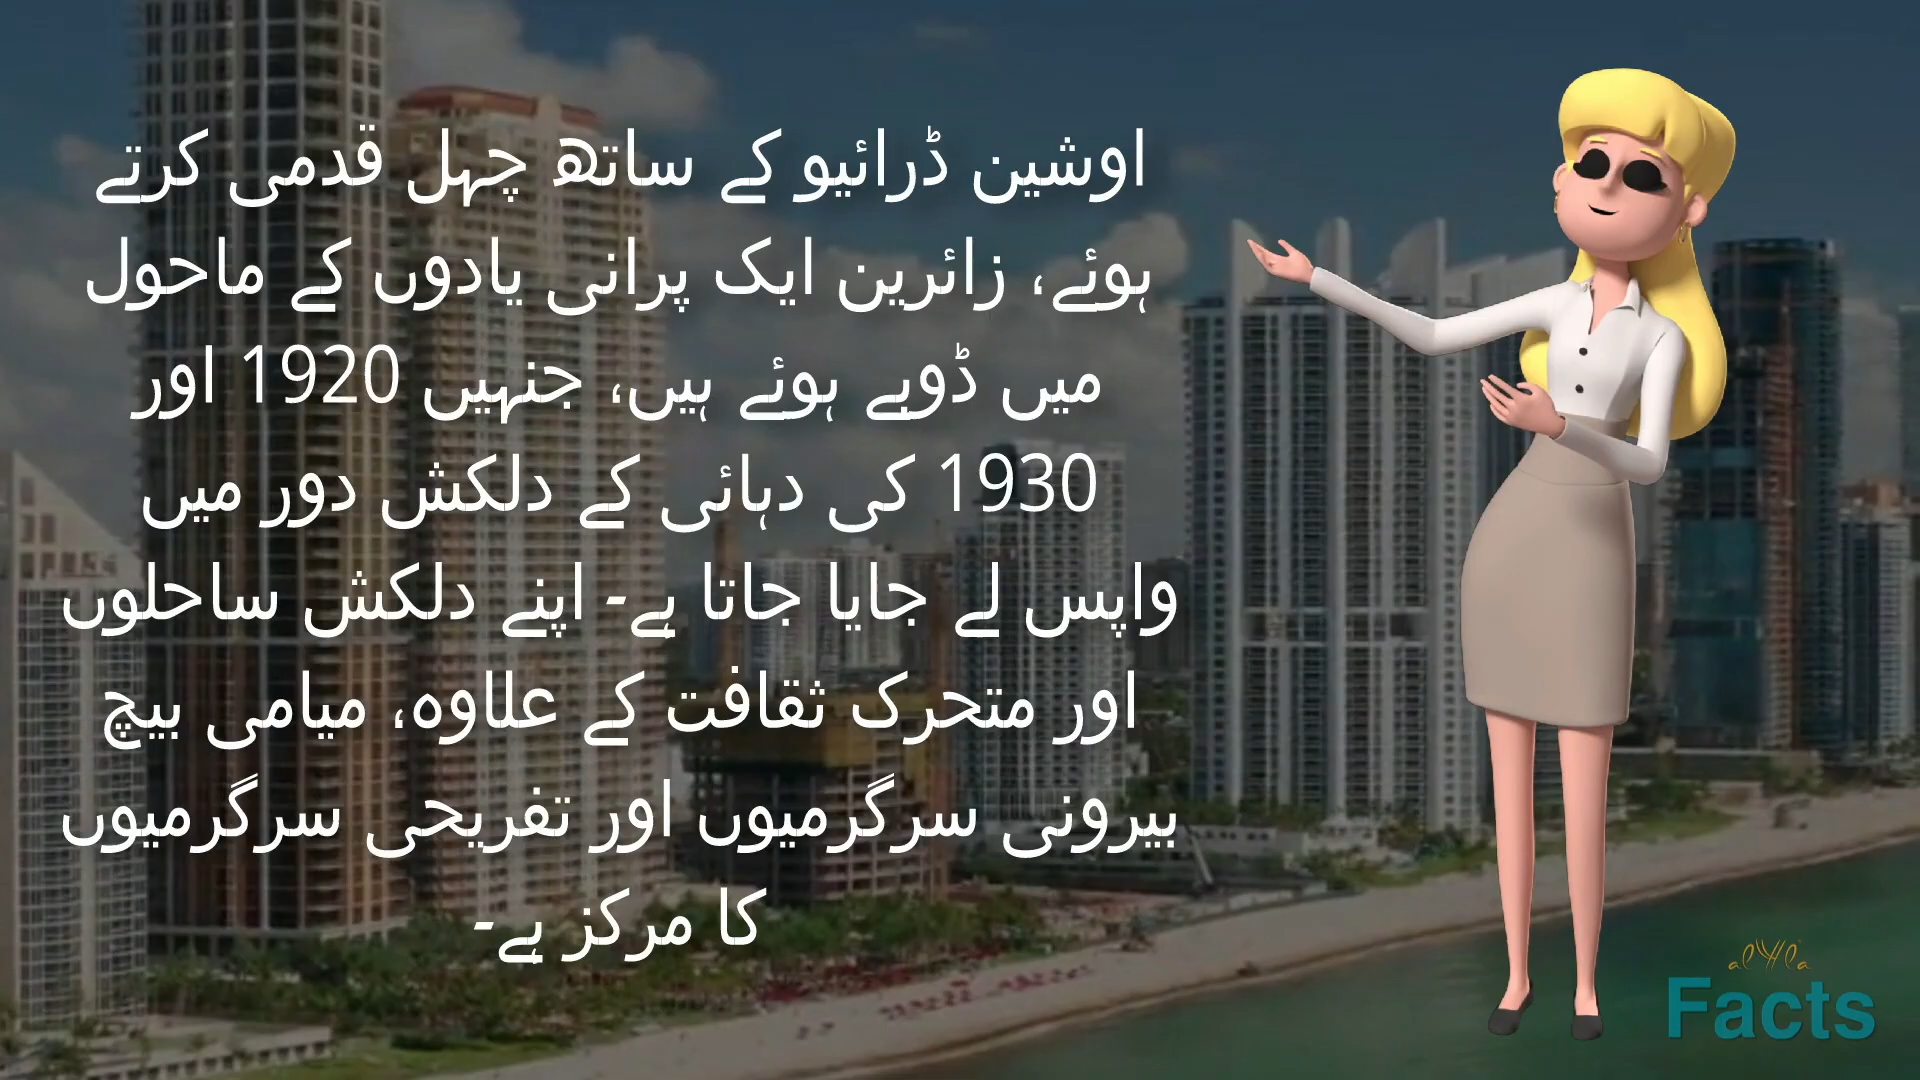 اوشین ڈرائیو کے ساتھ چہل قدمی کرتے
ہوئے، زائرین ایک پرانی یادوں کے ماحول
میں ڈوبے ہوئے ہیں، جنہیں 1920 اور
1930 کی دہائی کے دلکش دور میں
واپس لے جایا جاتا ہے۔ اپنے دلکش ساحلوں
اور متحرک ثقافت کے علاوہ، میامی بیچ
بیرونی سرگرمیوں اور تفریحی سرگرمیوں
کا مرکز ہے۔
Facts